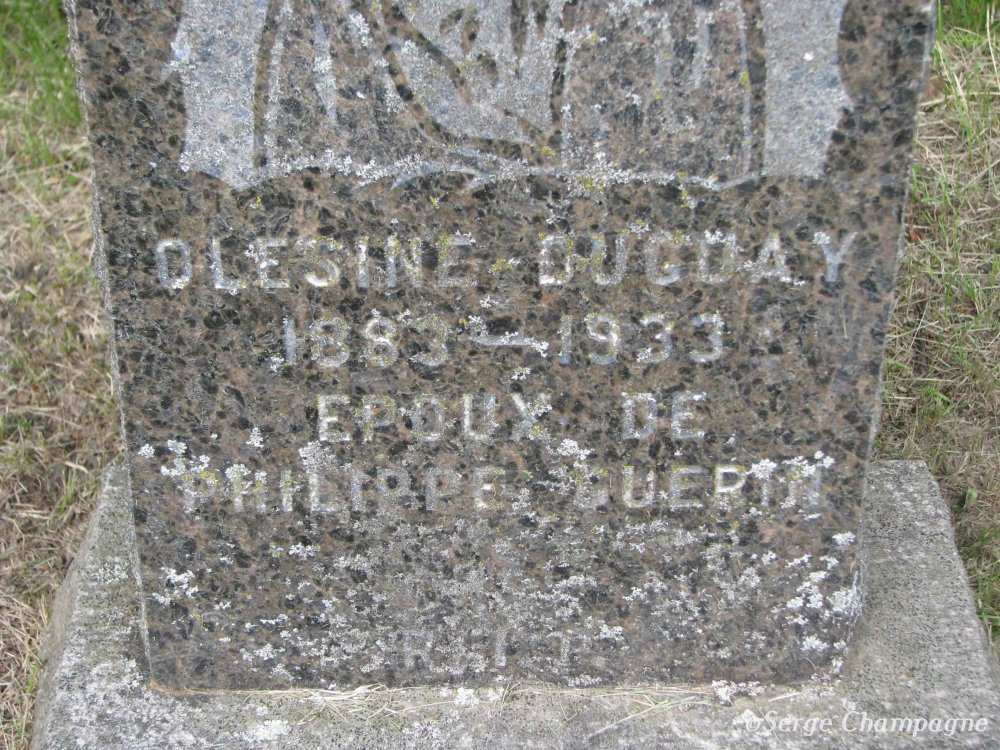 OLESINE DUGUAY
1883 – 1933
EPOUX DE
PHILIPPE GUERIN
©Serge Champagne